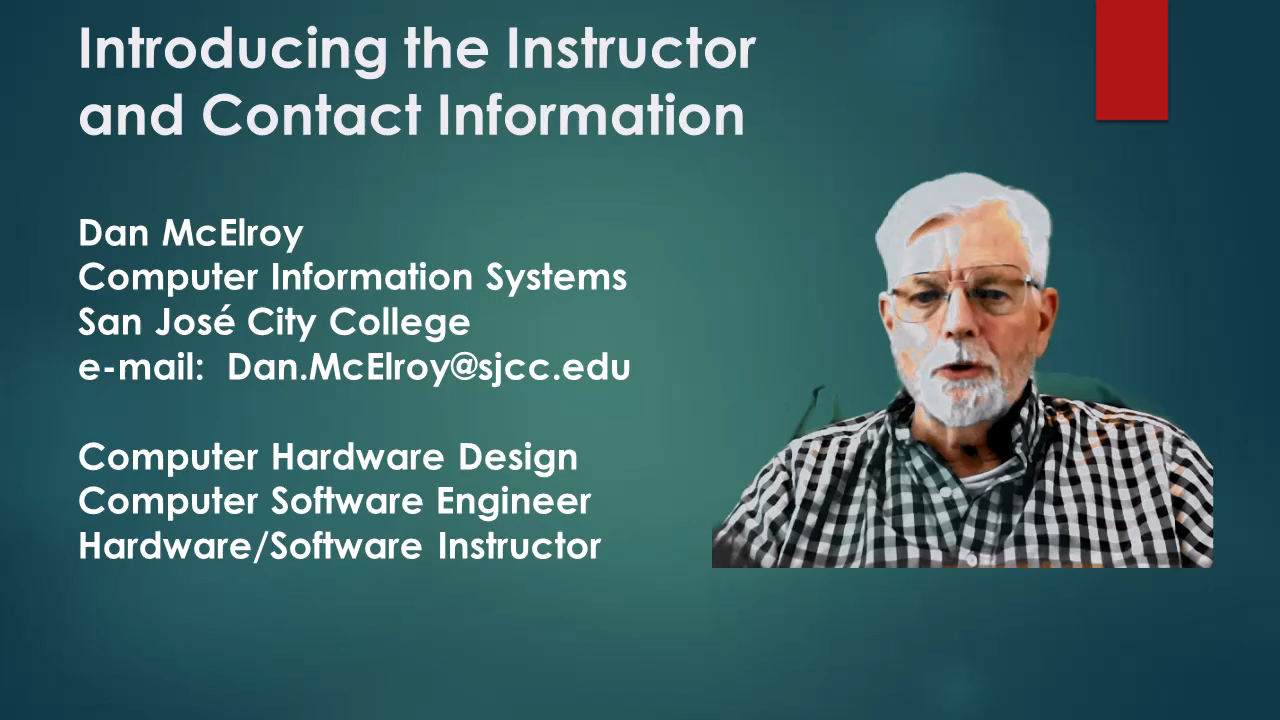 Introducing the Instructor
and Contact Information
Dan McElroy
Computer Information Systems
San José City College
e-mail:  Dan.McElroy@sjcc.edu
Computer Hardware Design
Computer Software Engineer
Hardware/Software Instructor